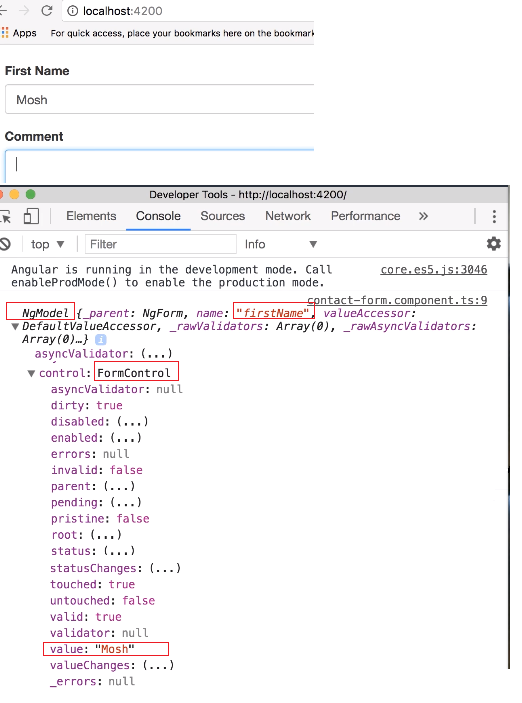 localhost:4200
Apps For quick access, place your bookmarks here on the bookmark
First Name
Mosh
Comment
Developer Tools - http://localhost:4200/
Elements Console Sources Network Performance »
top ▼ Filter Info ▼
Angular is running in the development mode. Call core.es5.js:3046
enableProdMode() to enable the production mode.
contact-form.component.ts:9
NgModel {_parent: NgForm, name: "firstName", valueAccessor:
▼ DefaultValueAccessor, _rawValidators: Array(0), _rawAsyncValidators:
Array(0)…} i
asyncValidator: (...)
▼ control: FormControl
asyncValidator: null
dirty: true
disabled: (...)
enabled: (...)
errors: null
invalid: false
parent: (...)
pending: (...)
pristine: false
root: (...)
status: (...)
statusChanges: (...)
touched: true
untouched: false
valid: true
validator: null
value: "Mosh"
valueChanges: (...)
_errors: null